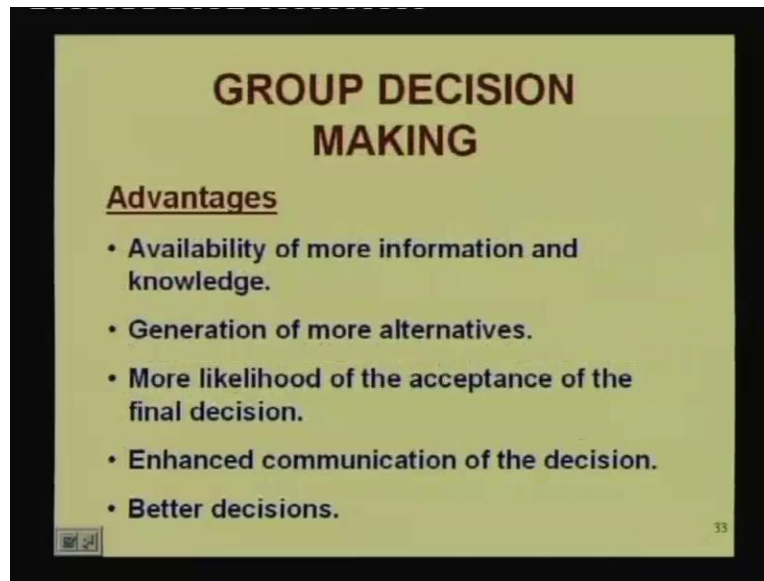 GROUP DECISION
MAKING
Advantages
• Availability of more information and
knowledge.
• Generation of more alternatives.
• More likelihood of the acceptance of the
final decision.
• Enhanced communication of the decision.
• Better decisions.
33